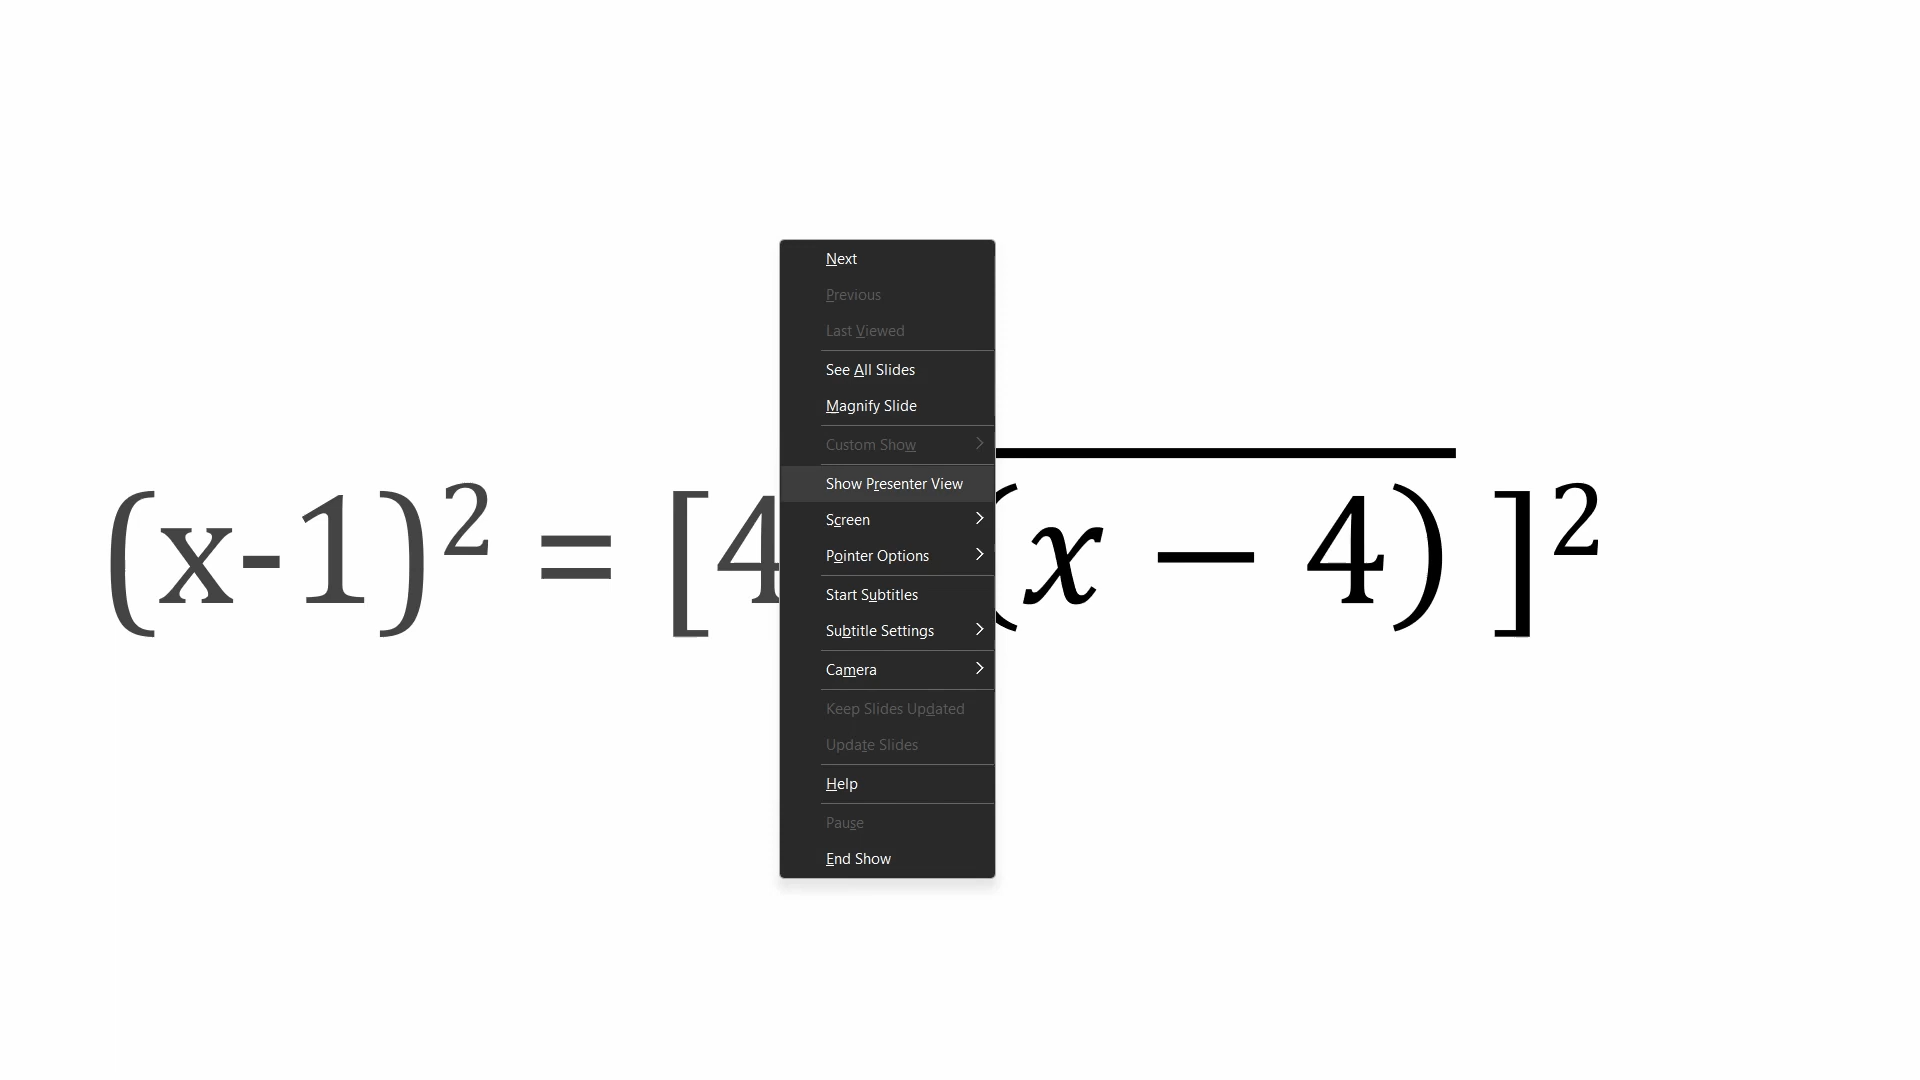 Next
Previous
Last Viewed
See All Slides
Magnify Slide
Custom Show
Show Presenter View
Screen
Pointer Options
Start Subtitles
Subtitle Settings
Camera
Keep Slides Updated
Update Slides
Help
Pause
End Show
(x-1)² = [4 (x − 4) ]²